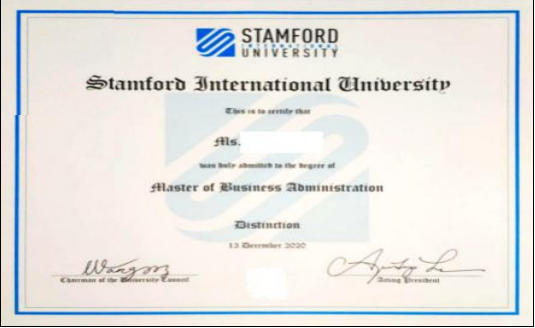 STAMFORD
INTERNATIONAL
UNIVERSITY
Stamford International University
This is to certify that
Ms.
was duly admitted to the degree of
Master of Business Administration
Distinction
13 December 2020
Chairman of the University Council
Acting President